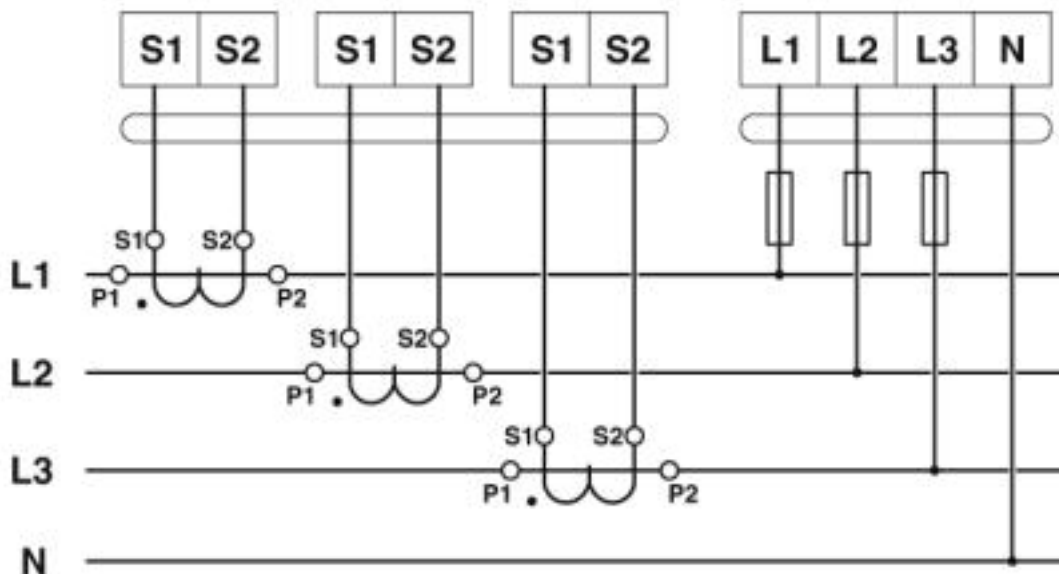 S1 S2 S1 S2 S1 S2 L1 L2 L3 N
S1 S2
L1
P1 P2
S1 S2
L2
P1 P2
S1 S2
L3
P1 P2
N